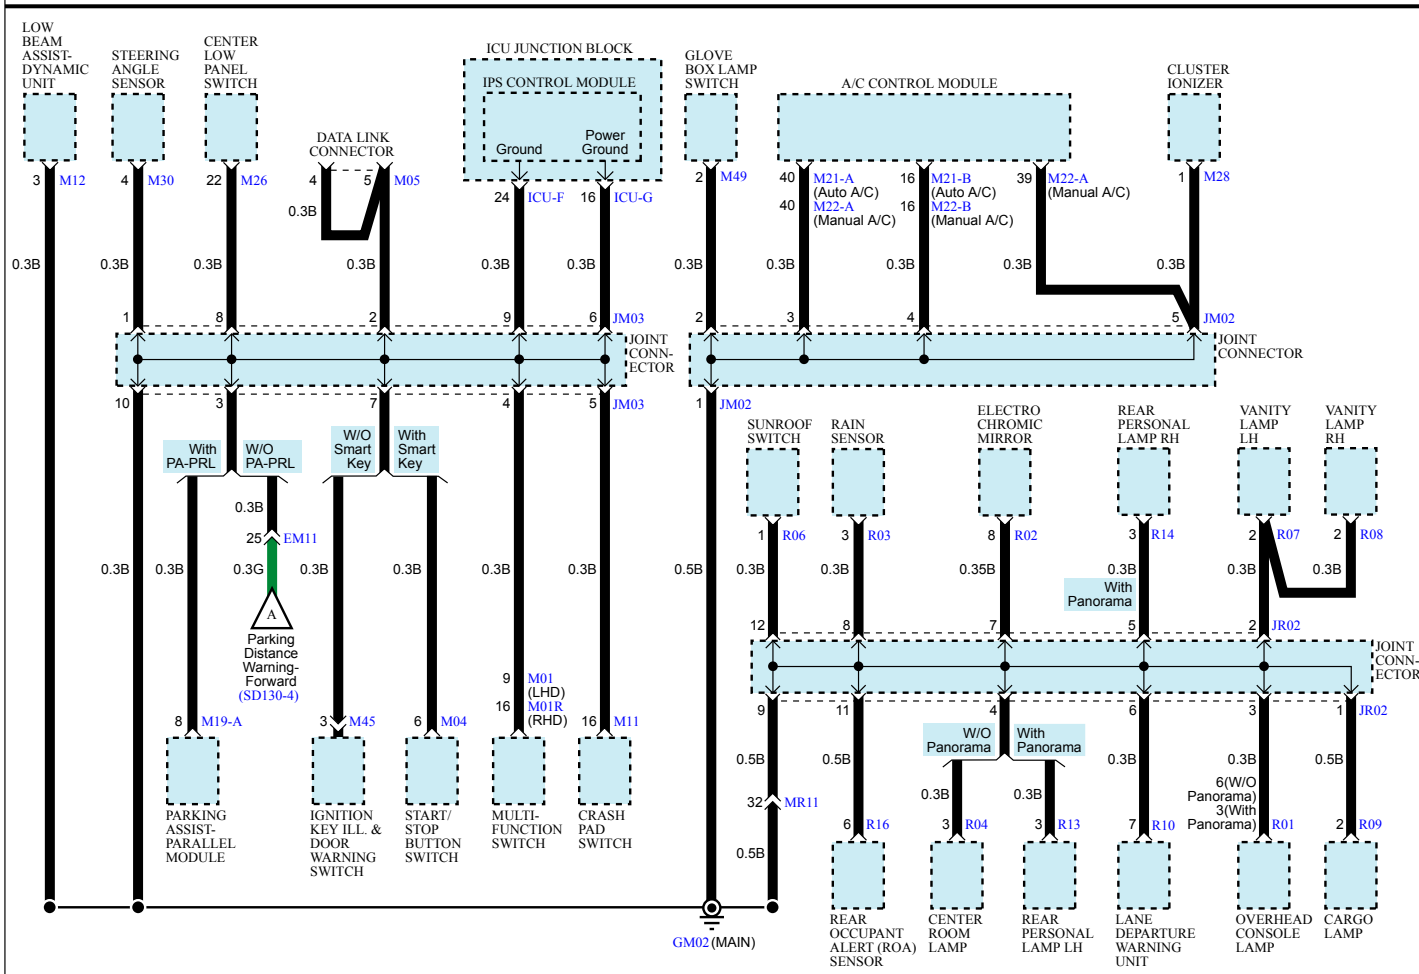 LOW
BEAM
ASSIST-
DYNAMIC
UNIT
STEERING
ANGLE
SENSOR
CENTER
LOW
PANEL
SWITCH
DATA LINK
CONNECTOR
ICU JUNCTION BLOCK
IPS CONTROL MODULE
Ground
Power
Ground
GLOVE
BOX LAMP
SWITCH
A/C CONTROL MODULE
CLUSTER
IONIZER
3 M12
4 M30
22 M26
4
5 M05
24 ICU-F
16 ICU-G
2 M49
40 M21-A
(Auto A/C)
40 M22-A
(Manual A/C)
16 M21-B
(Auto A/C)
16 M22-B
(Manual A/C)
39 M22-A
(Manual A/C)
1 M28
0.3B
0.3B
0.3B
0.3B
0.3B
0.3B
0.3B
0.3B
0.3B
0.3B
0.3B
0.3B
1
8
2
9
6 JM03
JOINT
CONN-
ECTOR
2
3
4
5 JM02
JOINT
CONNECTOR
10
3
7
4
5 JM03
1 JM02
With
PA-PRL
W/O
PA-PRL
W/O
Smart
Key
With
Smart
Key
0.3B
25 EM11
0.3G
A
Parking
Distance
Warning-
Forward
(SD130-4)
0.3B
0.3B
0.3B
0.3B
0.3B
0.3B
0.5B
SUNROOF
SWITCH
RAIN
SENSOR
ELECTRO
CHROMIC
MIRROR
REAR
PERSONAL
LAMP RH
VANITY
LAMP
LH
VANITY
LAMP
RH
1 R06
3 R03
8 R02
3 R14
2 R07
2 R08
0.3B
0.3B
0.35B
0.3B
0.3B
0.3B
With
Panorama
12
8
7
5
2 JR02
JOINT
CONN-
ECTOR
9
11
4
6
3
1 JR02
9 M01
(LHD)
16 M01R
(RHD)
8 M19-A
3 M45
6 M04
16 M11
PARKING
ASSIST-
PARALLEL
MODULE
IGNITION
KEY ILL. &
DOOR
WARNING
SWITCH
START/
STOP
BUTTON
SWITCH
MULTI-
FUNCTION
SWITCH
CRASH
PAD
SWITCH
W/O
Panorama
With
Panorama
0.5B
0.5B
0.3B
0.3B
0.3B
0.3B
0.5B
32 MR11
0.5B
6(W/O
Panorama)
3(With
Panorama)
6 R16
3 R04
3 R13
7 R10
R01
2 R09
REAR
OCCUPANT
ALERT (ROA)
SENSOR
CENTER
ROOM
LAMP
REAR
PERSONAL
LAMP LH
LANE
DEPARTURE
WARNING
UNIT
OVERHEAD
CONSOLE
LAMP
CARGO
LAMP
GM02 (MAIN)